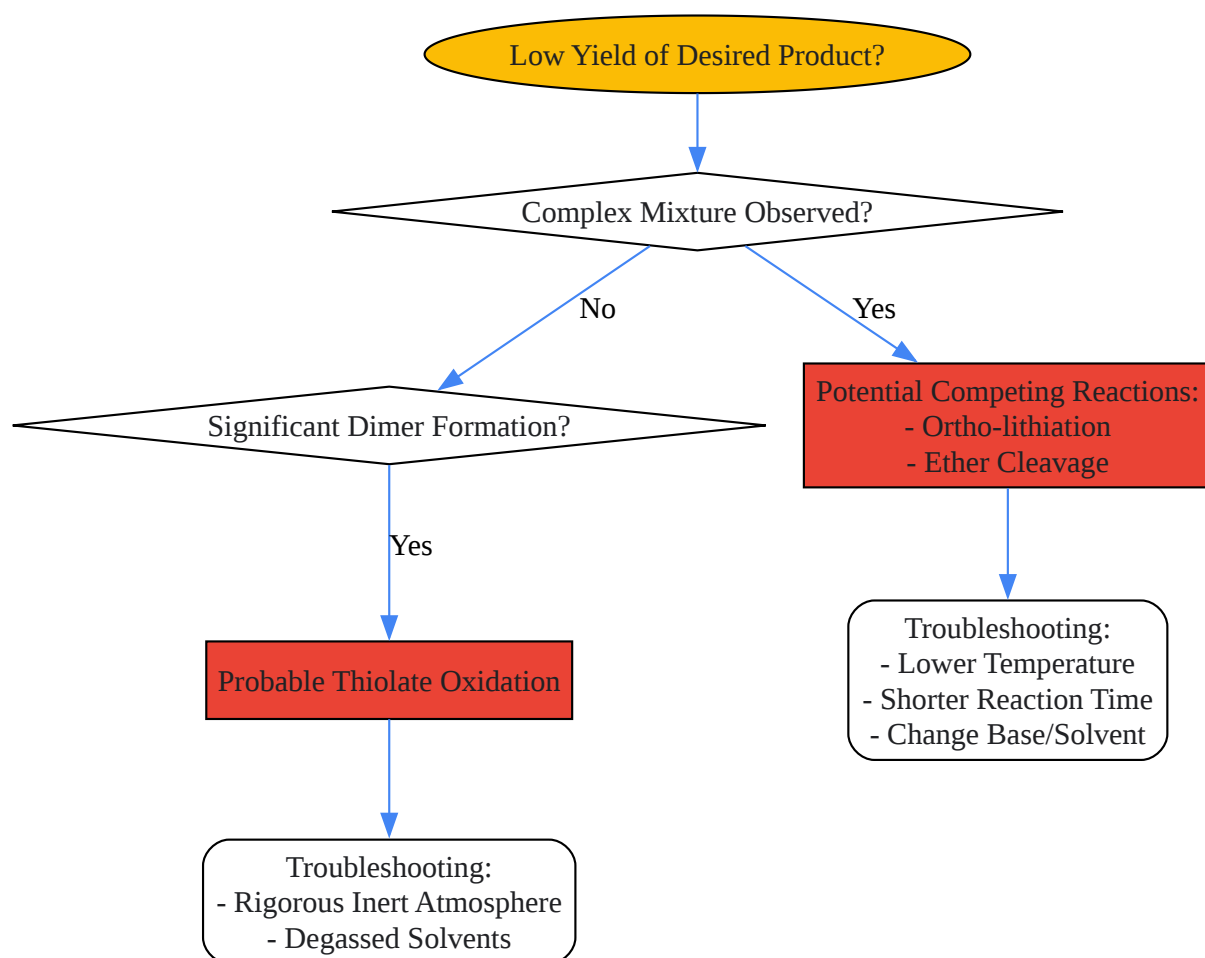 Low Yield of Desired Product?
Complex Mixture Observed?
No
Yes
Significant Dimer Formation?
Potential Competing Reactions:
- Ortho-lithiation
- Ether Cleavage
Yes
Probable Thiolate Oxidation
Troubleshooting:
- Lower Temperature
- Shorter Reaction Time
- Change Base/Solvent
Troubleshooting:
- Rigorous Inert Atmosphere
- Degassed Solvents